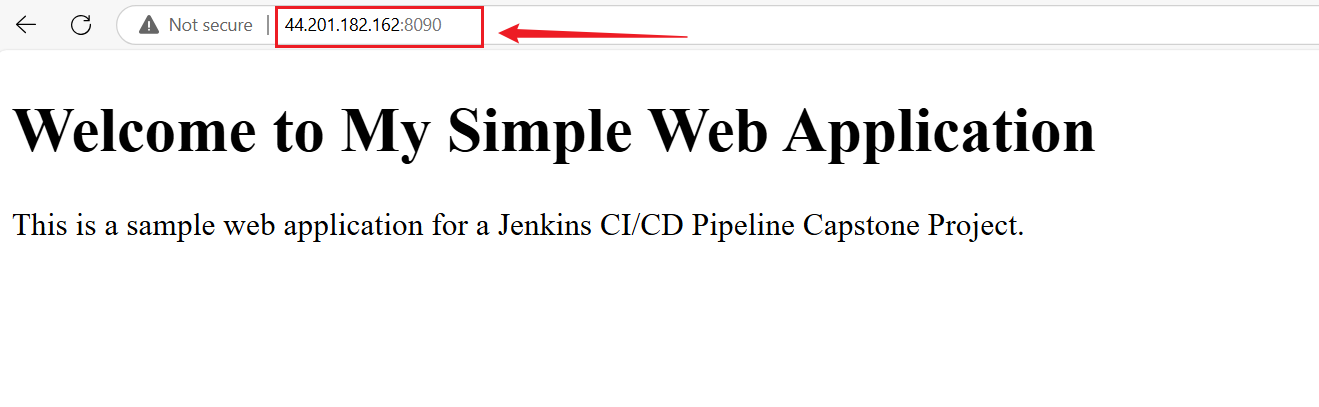 Not secure | 44.201.182.162:8090
Welcome to My Simple Web Application
This is a sample web application for a Jenkins CI/CD Pipeline Capstone Project.